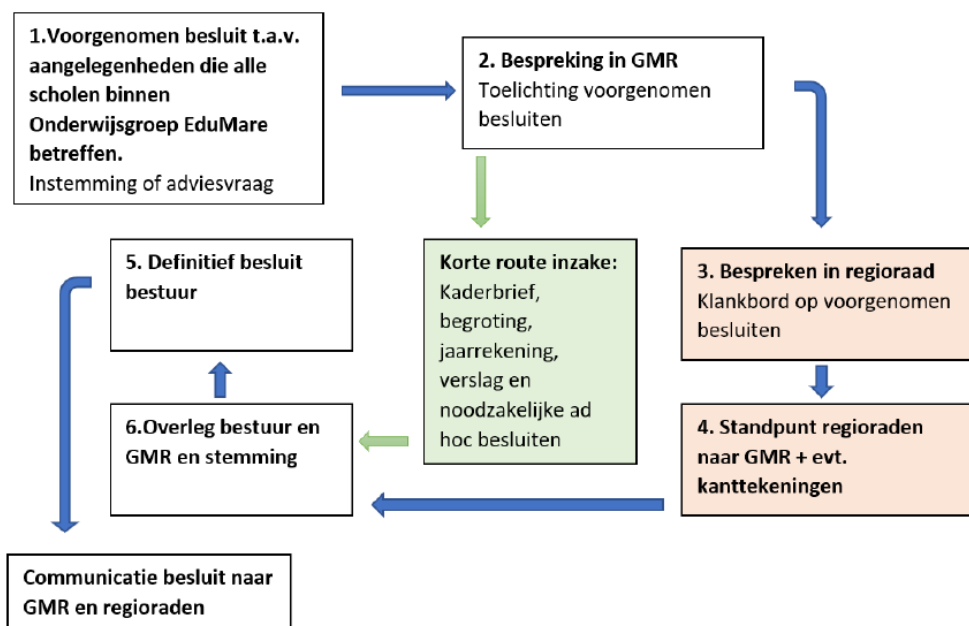 1.Voorgenomen besluit t.a.v.
aangelegenheden die alle
scholen binnen
Onderwijsgroep EduMare
betreffen.
Instemming of adviesvraag
2. Bespreking in GMR
Toelichting voorgenomen
besluiten
5. Definitief besluit
bestuur
Korte route inzake:
Kaderbrief,
begroting,
jaarrekening,
verslag en
noodzakelijke ad
hoc besluiten
3. Bespreken in regioraad
Klankbord op voorgenomen
besluiten
6.Overleg bestuur en
GMR en stemming
4. Standpunt regioraden
naar GMR + evt.
kanttekeningen
Communicatie besluit naar
GMR en regioraden